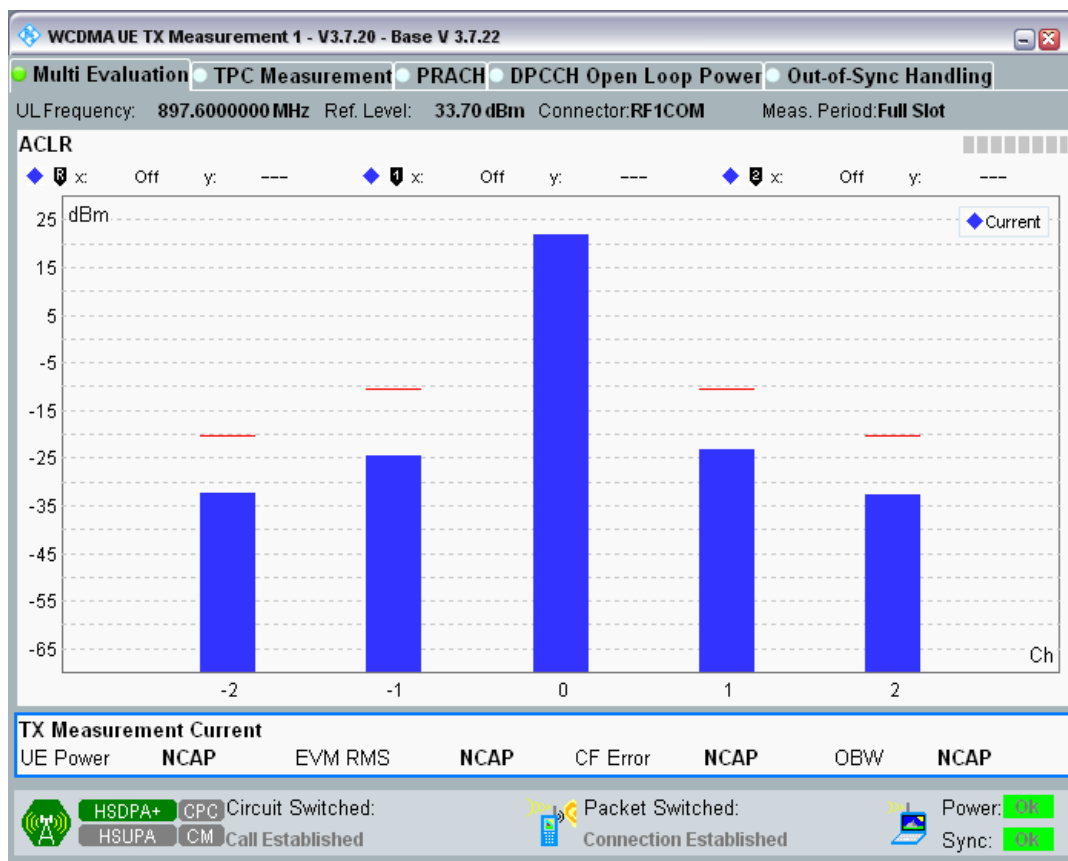 WCDMA UE TX Measurement 1 - V3.7.20 - Base V 3.7.22
Multi Evaluation TPC Measurement PRACH DPCCH Open Loop Power Out-of-Sync Handling
UL Frequency: 897.6000000 MHz Ref. Level: 33.70 dBm Connector:RF1COM Meas. Period:Full Slot
ACLR
R x: Off y: --- 1 x: Off y: --- 2 x: Off y: ---
dBm
Current
25
15
5
-5
-15
-25
-35
-45
-55
-65
Ch
-2 -1 0 1 2
TX Measurement Current
UE Power NCAP EVM RMS NCAP CF Error NCAP OBW NCAP
HSDPA+ CPC Circuit Switched: Packet Switched: Power: Ok
HSUPA CM Call Established Connection Established Sync: Ok